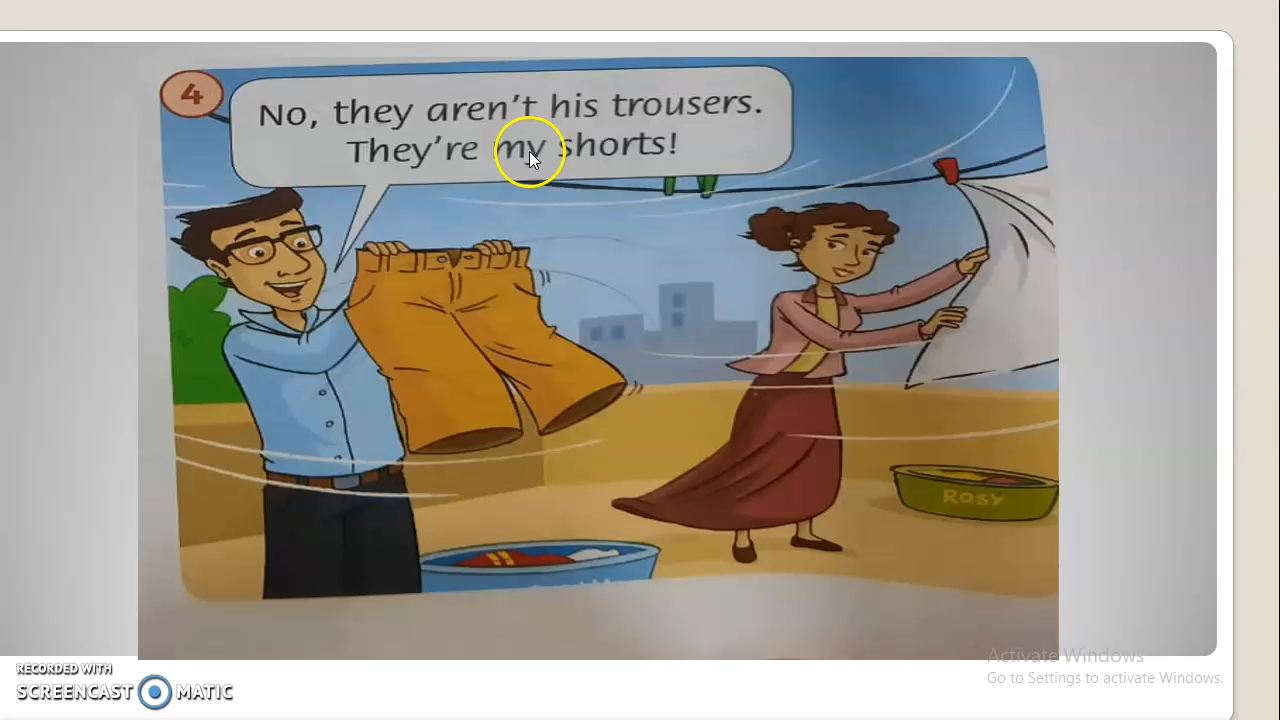 4
No, they aren't his trousers.
They're my shorts!
ROSY
Activate Windows
Go to Settings to activate Windows.
RECORDED WITH
SCREENCAST MATIC